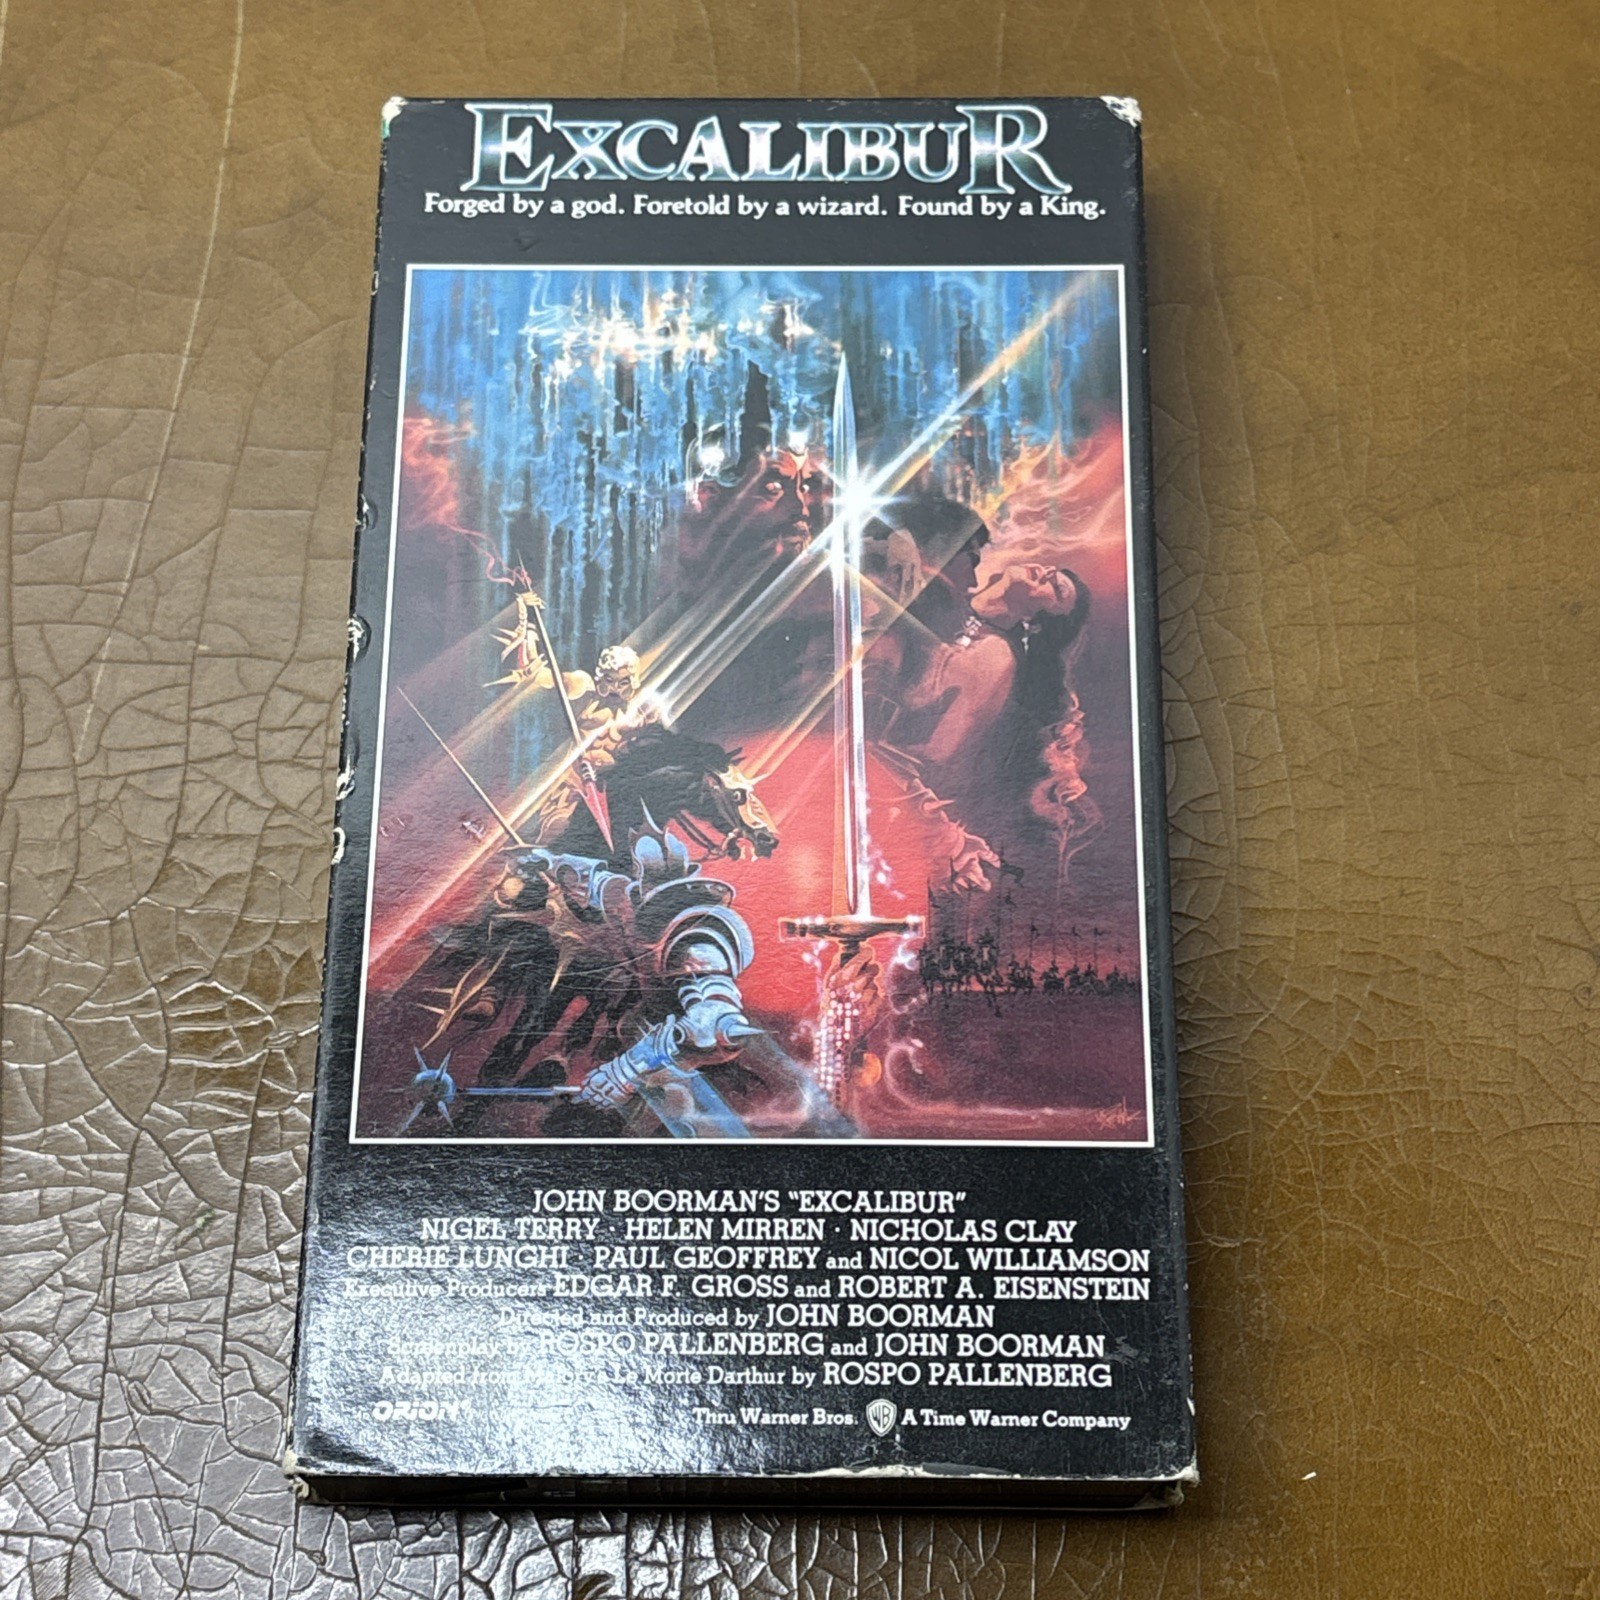 EXCALIBUR
Forged by a god. Foretold by a wizard. Found by a King.
JOHN BOORMAN'S "EXCALIBUR"
NIGEL TERRY · HELEN MIRREN · NICHOLAS CLAY
CHERIE LUNGHI · PAUL GEOFFREY and NICOL WILLIAMSON
Executive Producers EDGAR F. GROSS and ROBERT A. EISENSTEIN
Directed and Produced by JOHN BOORMAN
Screenplay by ROSPO PALLENBERG and JOHN BOORMAN
Adapted from Malory's Le Morte Darthur by ROSPO PALLENBERG
ORION
Thru Warner Bros. WB A Time Warner Company